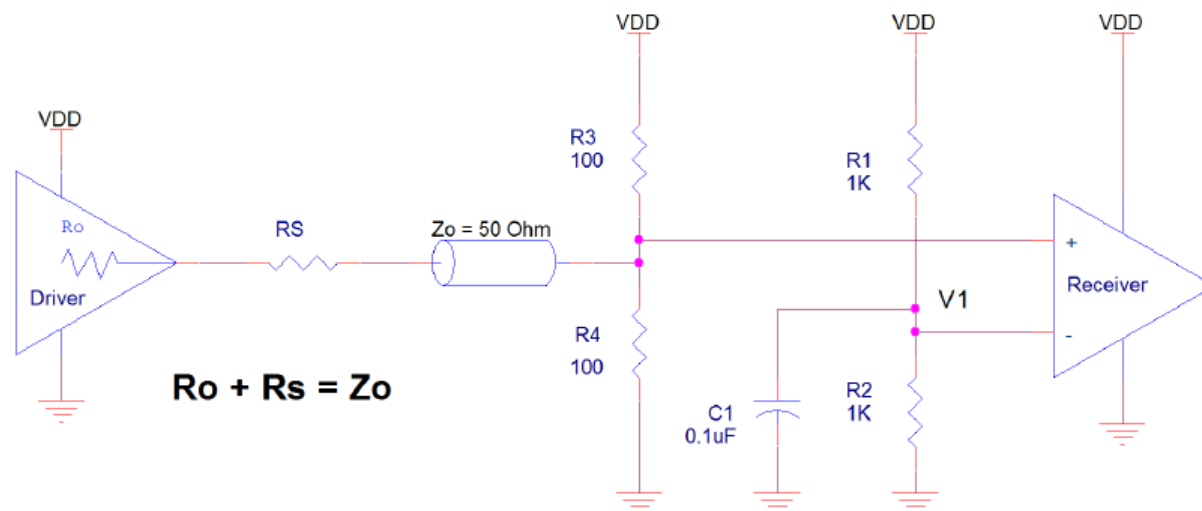 VDD
VDD
VDD
VDD
R3
100
R1
1K
Ro
RS
Zo = 50 Ohm
+
Driver
Receiver
V1
R4
100
-
Ro + Rs = Zo
C1
0.1uF
R2
1K